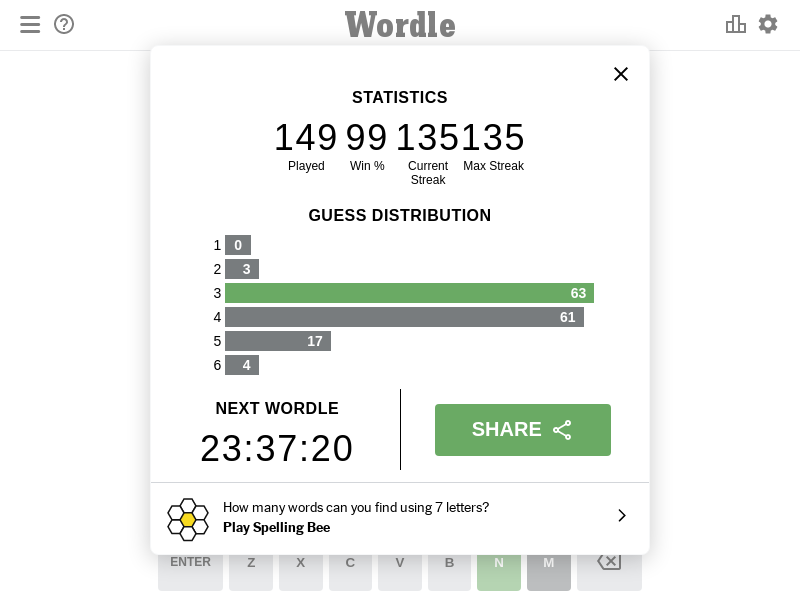 Wordle
STATISTICS
149 99 135 135
Played Win % Current Streak Max Streak
GUESS DISTRIBUTION
1 0
2 3
3 63
4 61
5 17
6 4
NEXT WORDLE
23:37:20
SHARE
How many words can you find using 7 letters?
Play Spelling Bee
ENTER Z X C V B N M